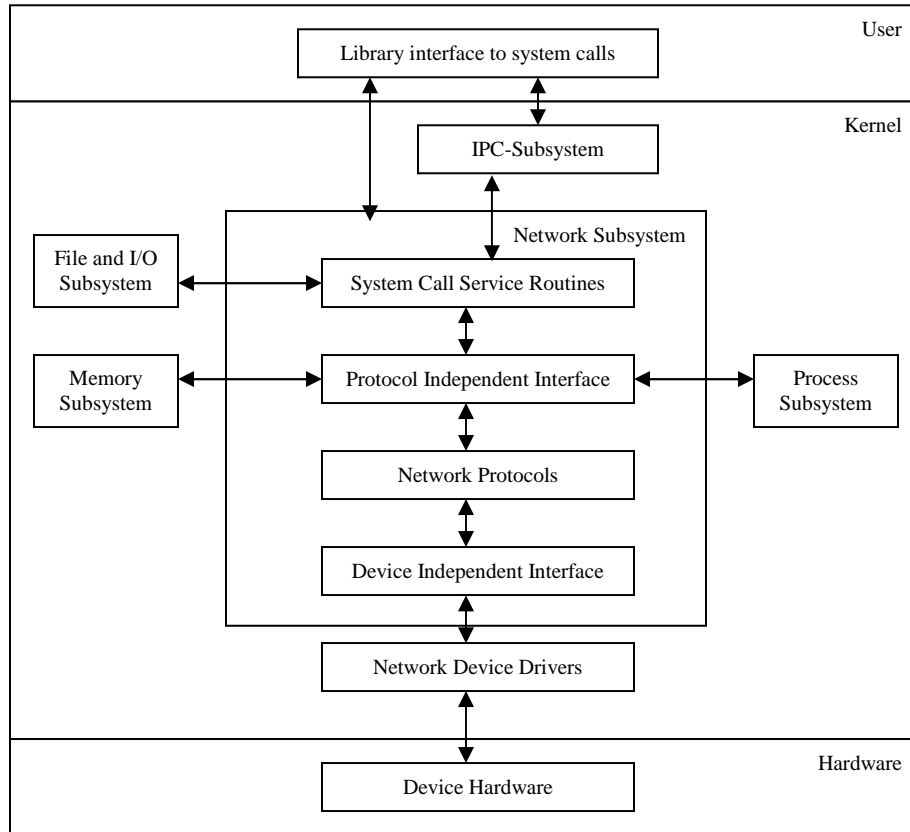 User
Library interface to system calls
Kernel
IPC-Subsystem
Network Subsystem
File and I/O
Subsystem
System Call Service Routines
Memory
Subsystem
Protocol Independent Interface
Process
Subsystem
Network Protocols
Device Independent Interface
Network Device Drivers
Hardware
Device Hardware